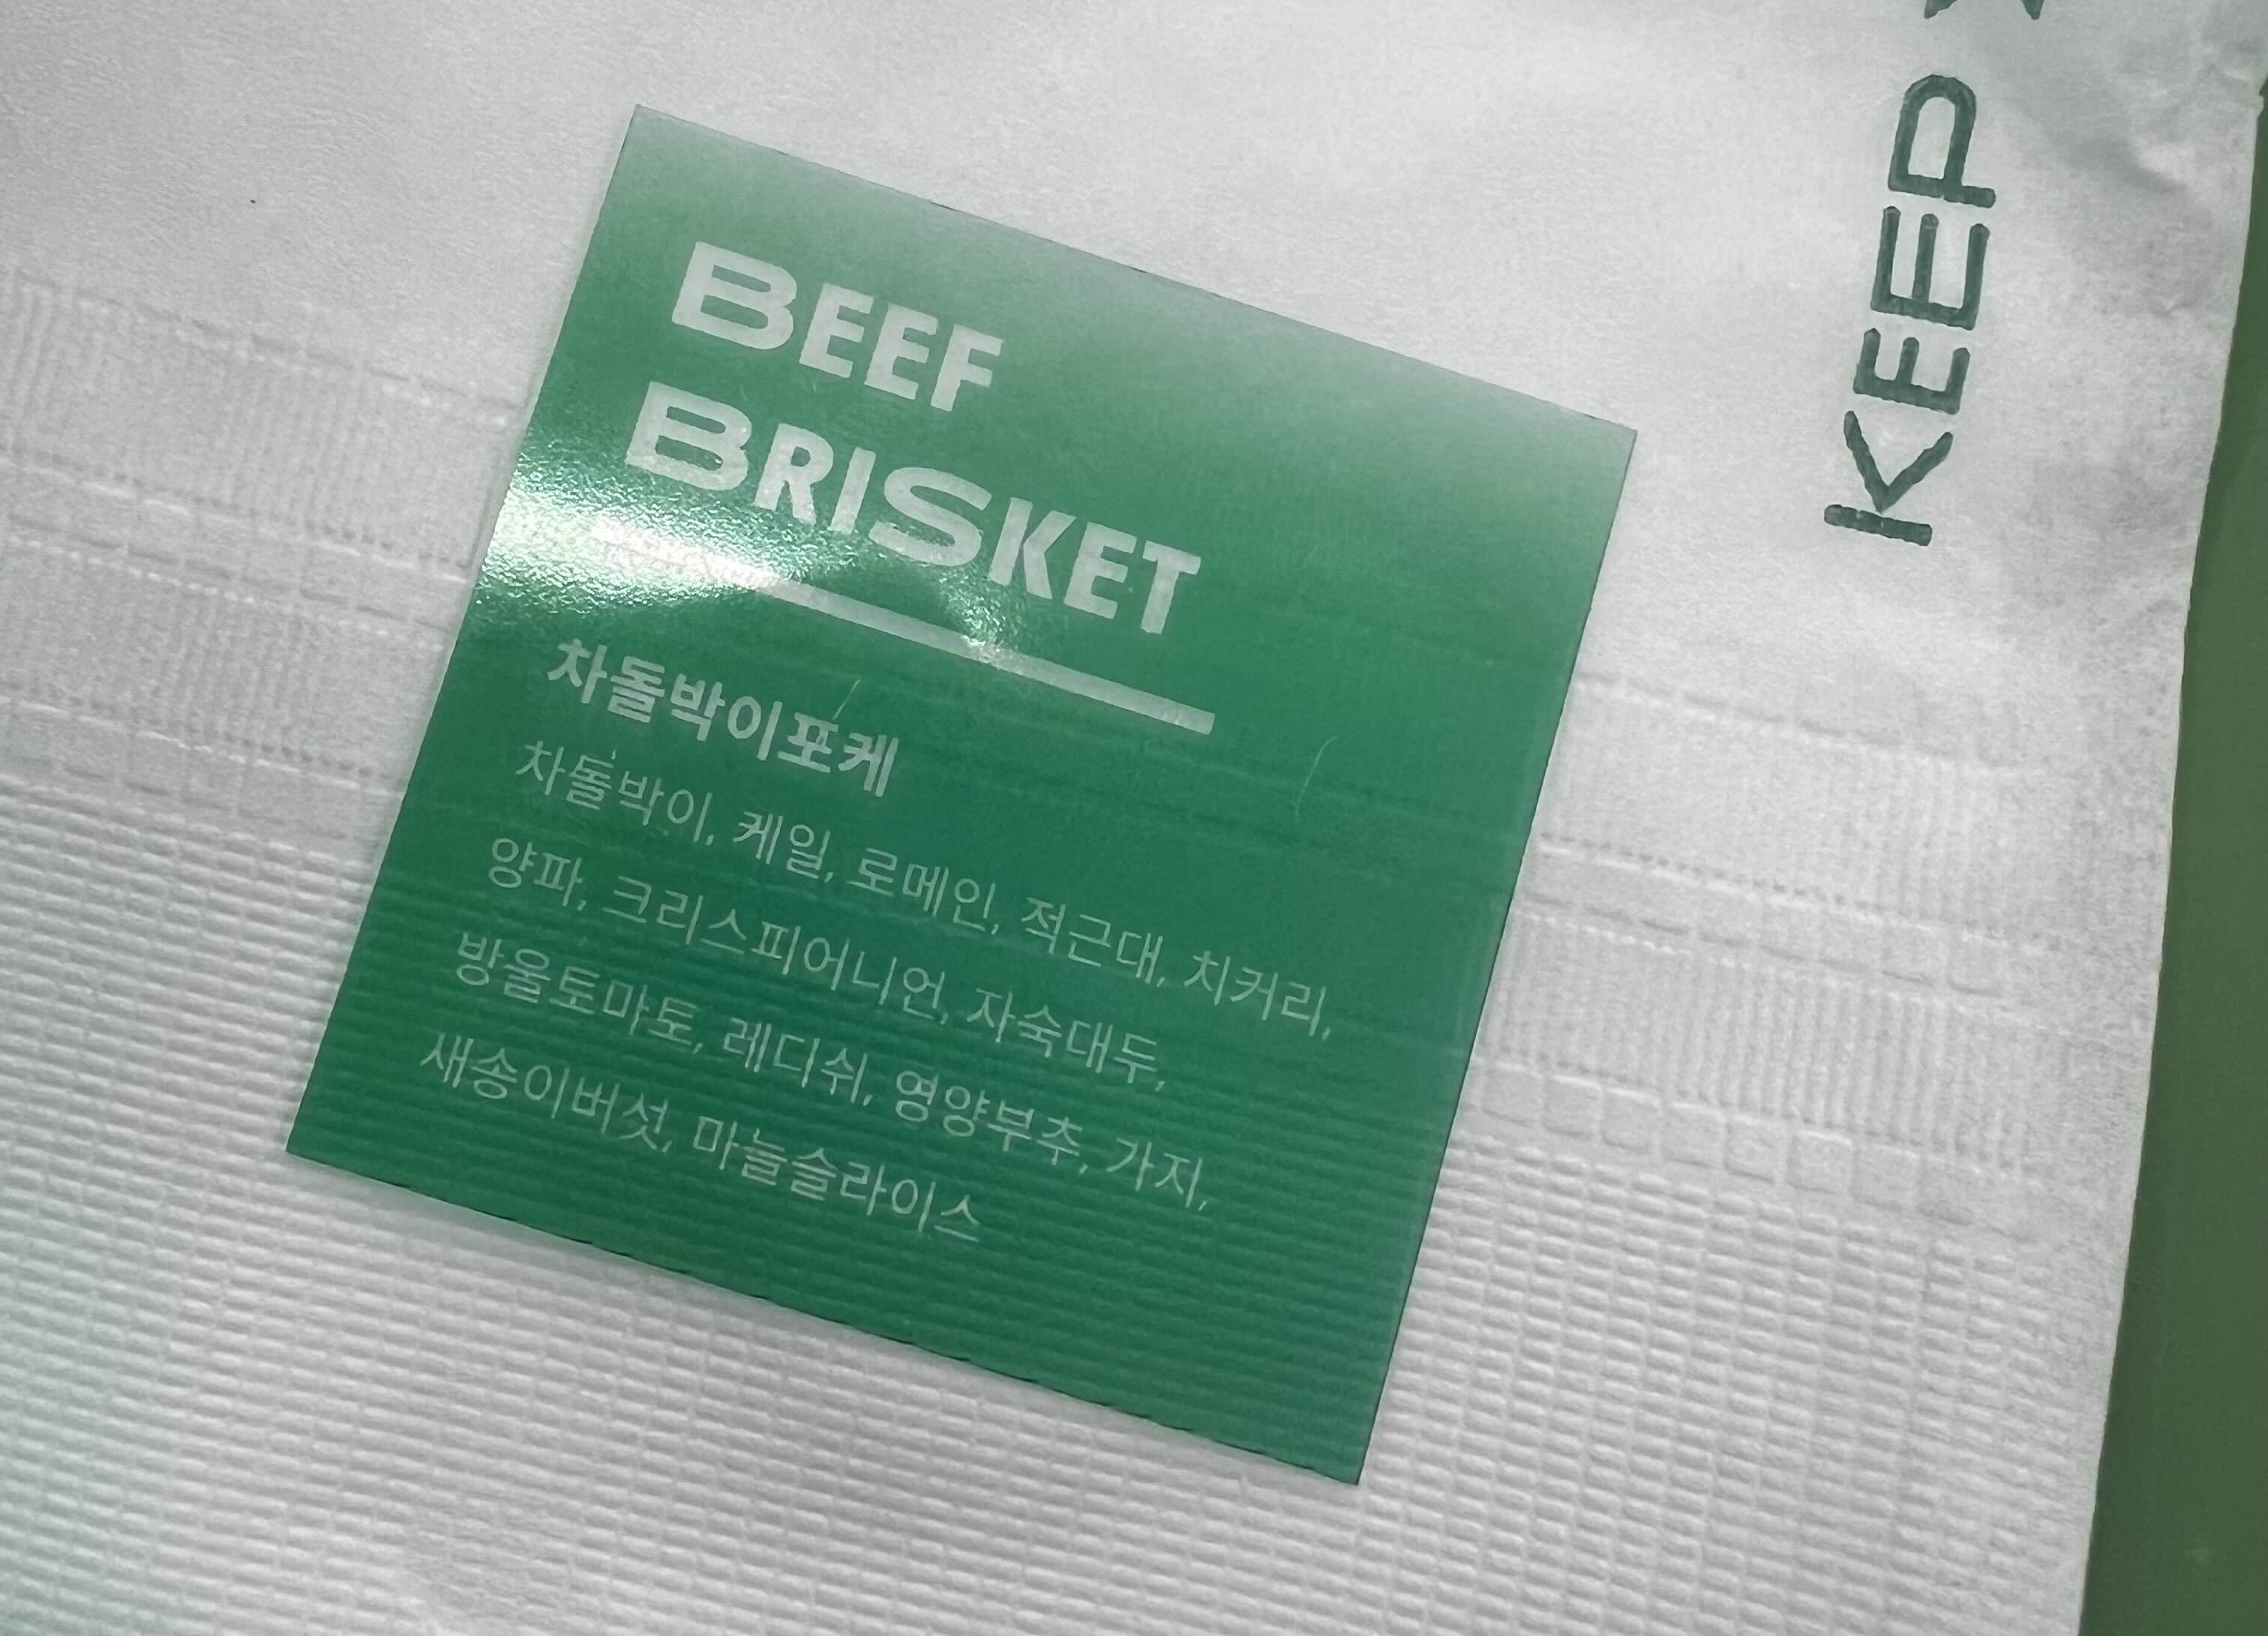 BEEF
BRISKET
차돌박이포케
차돌박이, 케일, 로메인, 적근대, 치커리,
양파, 크리스피어니언, 자숙대두,
방울토마토, 레디쉬, 영양부추, 가지,
새송이버섯, 마늘슬라이스
KEEP